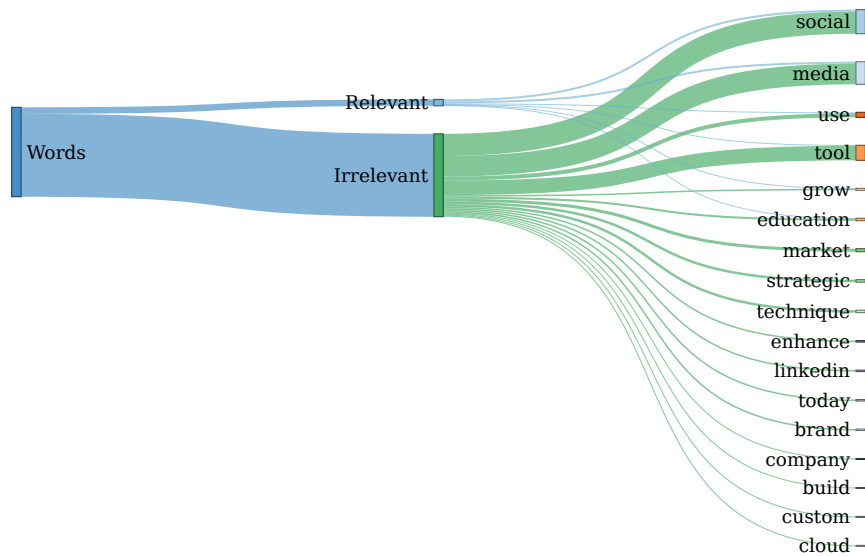 Words
Relevant
Irrelevant
social
media
use
tool
grow
education
market
strategic
technique
enhance
linkedin
today
brand
company
build
custom
cloud